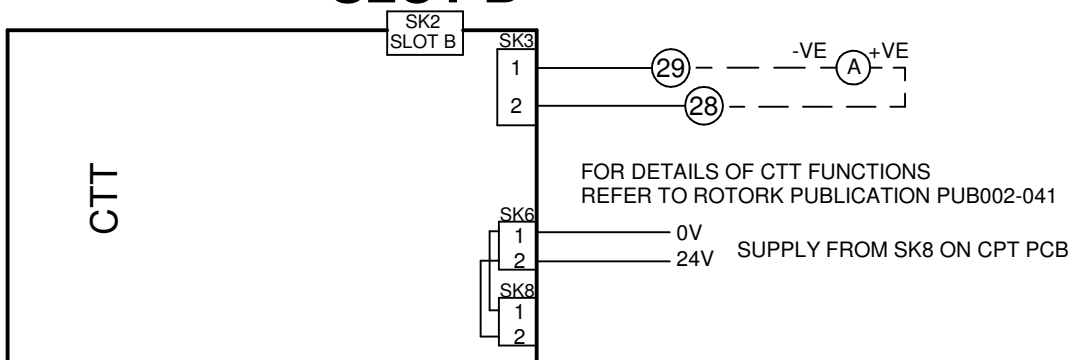 SLOT B
SK2
SLOT B
SK3
1
2
29
28
-VE
A
+VE
CTT
FOR DETAILS OF CTT FUNCTIONS
REFER TO ROTORK PUBLICATION PUB002-041
SK6
1
2
0V
24V
SUPPLY FROM SK8 ON CPT PCB
SK8
1
2